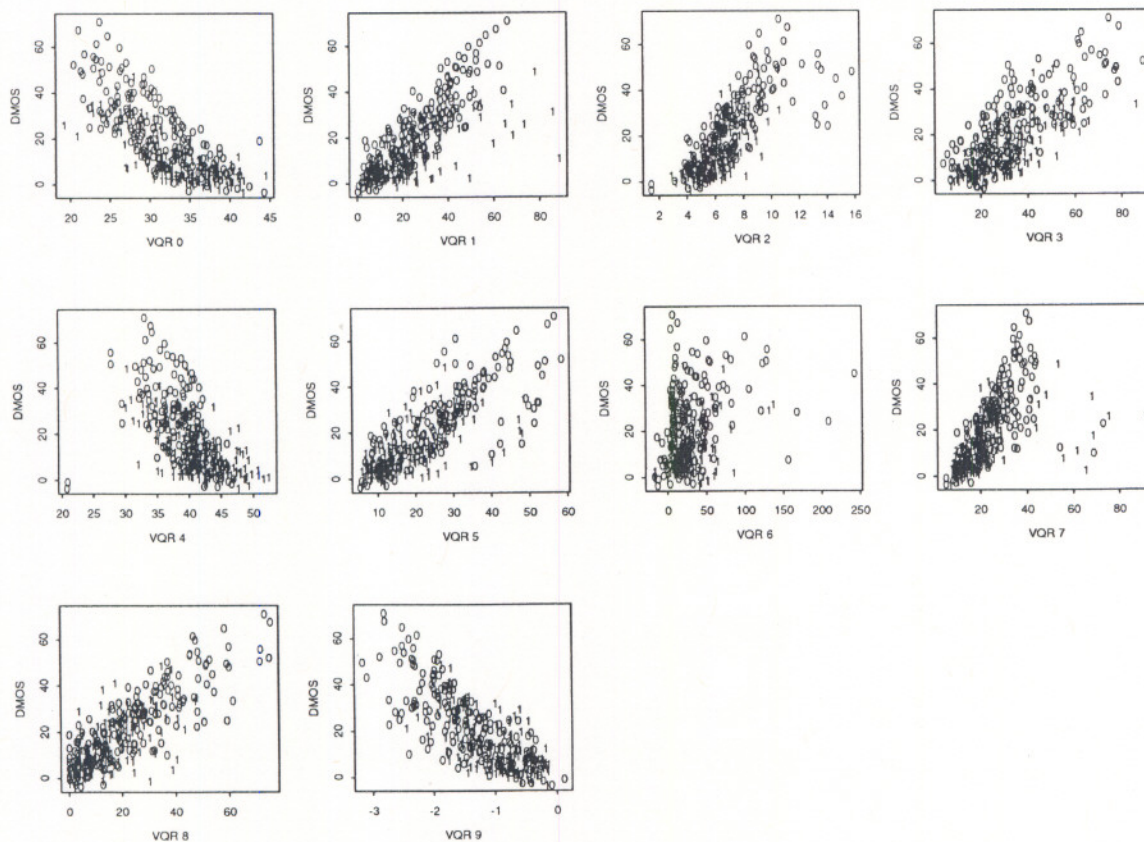 DMOS
0 20 40 60
20 25 30 35 40 45
VQR 0
DMOS
0 20 40 60
0 20 40 60 80
VQR 1
DMOS
0 20 40 60
2 4 6 8 10 12 14 16
VQR 2
DMOS
0 20 40 60
20 40 60 80
VQR 3
DMOS
0 20 40 60
20 25 30 35 40 45 50
VQR 4
DMOS
0 20 40 60
10 20 30 40 50 60
VQR 5
DMOS
0 20 40 60
0 50 100 150 200 250
VQR 6
DMOS
0 20 40 60
20 40 60 80
VQR 7
DMOS
0 20 40 60
0 20 40 60
VQR 8
DMOS
0 20 40 60
-3 -2 -1 0
VQR 9